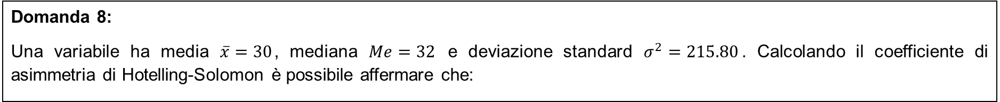 Domanda 8:
Una variabile ha media x̄ = 30, mediana Me = 32 e deviazione standard σ² = 215.80. Calcolando il coefficiente di
asimmetria di Hotelling-Solomon è possibile affermare che: